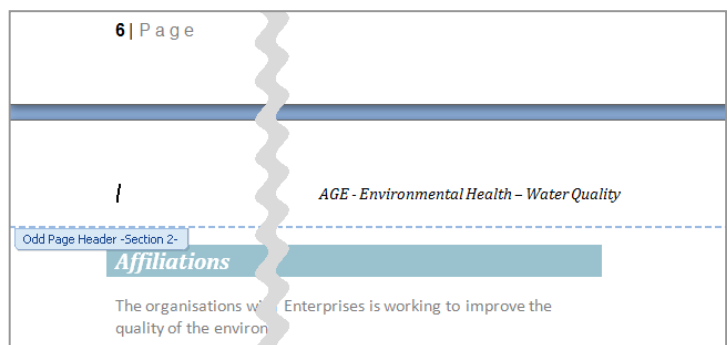 6 | Page
AGE - Environmental Health – Water Quality
Odd Page Header -Section 2-
Affiliations
The organisations Enterprises is working to improve the
quality of the